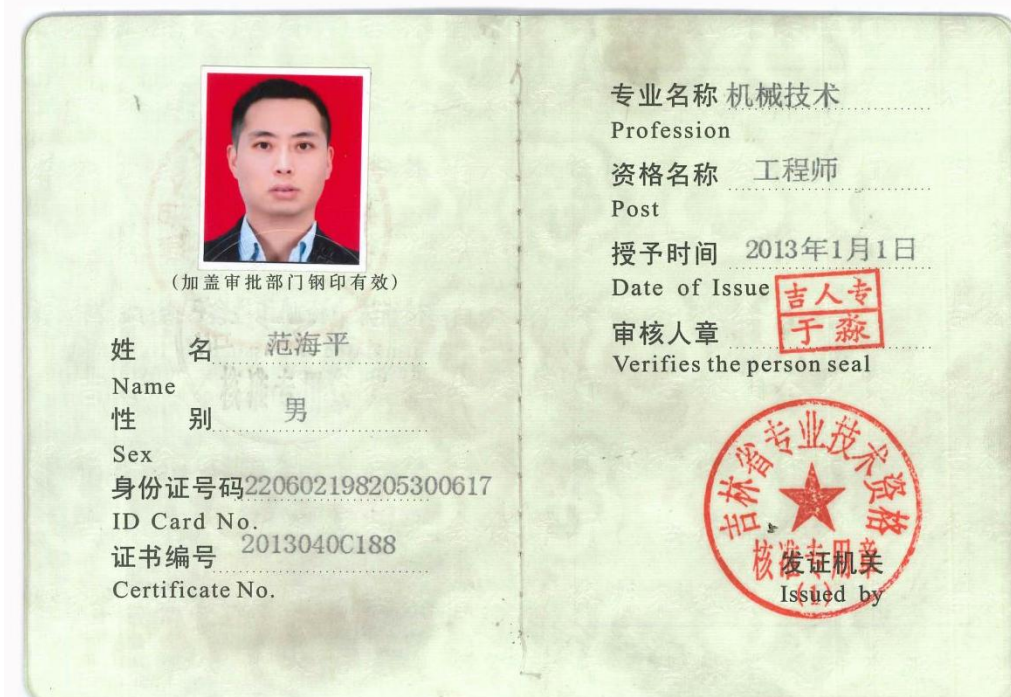 (加盖审批部门钢印有效)
姓 名 范海平
Name
性 别 男
Sex
身份证号码 220602198205300617
ID Card No.
证书编号 2013040C188
Certificate No.
专业名称 机械技术
Profession
资格名称 工程师
Post
授予时间 2013年1月1日
Date of Issue
吉人专
于淼
审核人章
Verifies the person seal
吉林省专业技术资格
核准专用章
(1)
发证机关
Issued by